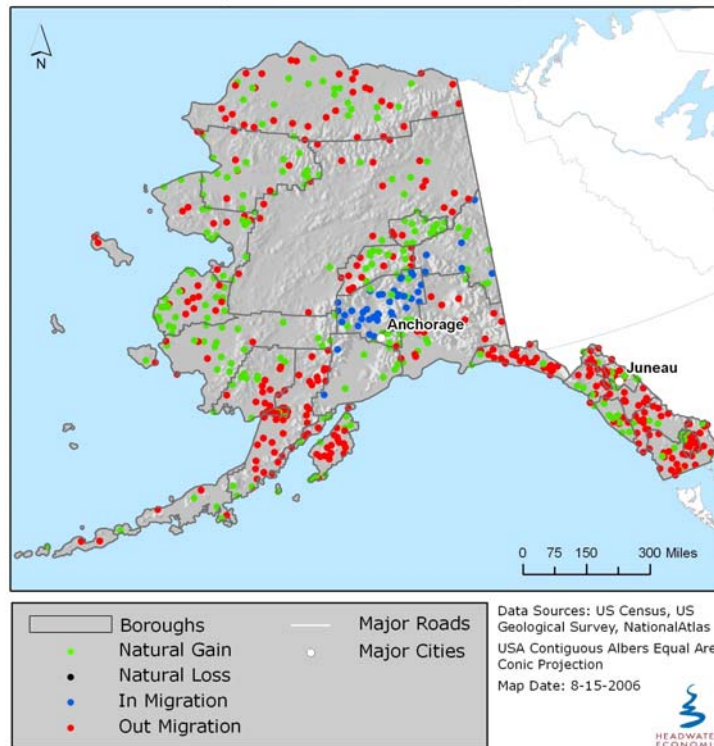 N
Anchorage
Juneau
0 75 150 300 Miles
Boroughs
Natural Gain
Natural Loss
In Migration
Out Migration
Major Roads
Major Cities
Data Sources: US Census, US
Geological Survey, NationalAtlas
USA Contiguous Albers Equal Are
Conic Projection
Map Date: 8-15-2006
HEADWATE
ECONOMI